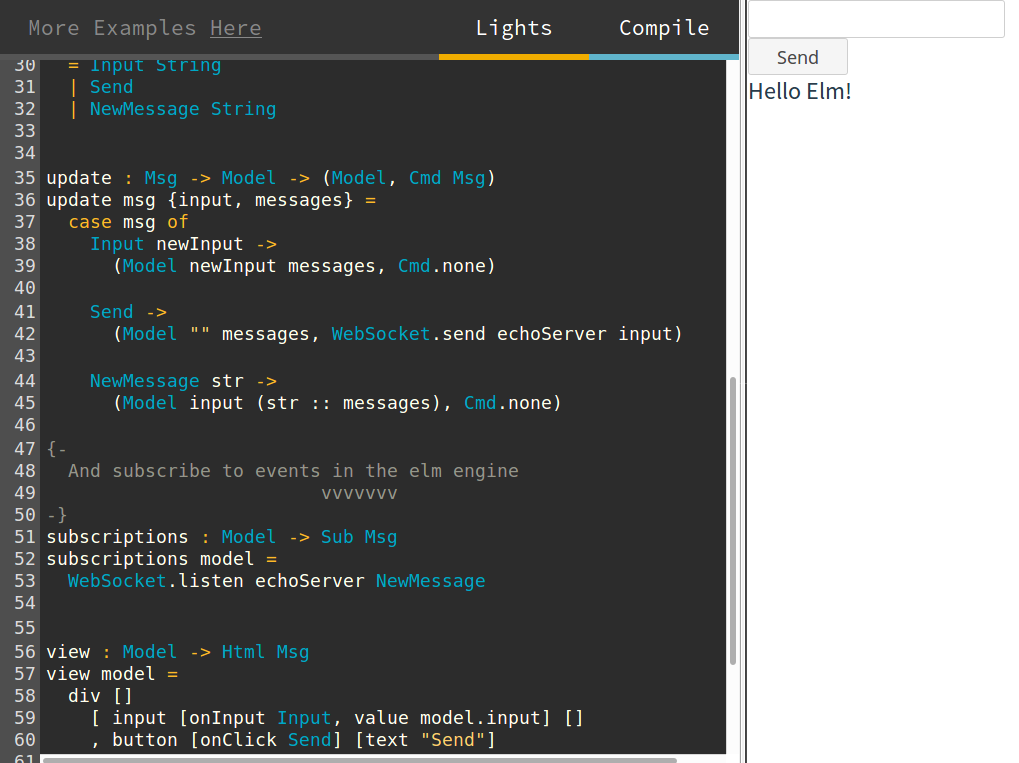 More Examples Here
Lights
Compile
30 = Input String
31 | Send
32 | NewMessage String
33
34
35 update : Msg -> Model -> (Model, Cmd Msg)
36 update msg {input, messages} =
37 case msg of
38 Input newInput ->
39 (Model newInput messages, Cmd.none)
40
41 Send ->
42 (Model "" messages, WebSocket.send echoServer input)
43
44 NewMessage str ->
45 (Model input (str :: messages), Cmd.none)
46
47 {-
48 And subscribe to events in the elm engine
49 vvvvvvv
50 -}
51 subscriptions : Model -> Sub Msg
52 subscriptions model =
53 WebSocket.listen echoServer NewMessage
54
55
56 view : Model -> Html Msg
57 view model =
58 div []
59 [ input [onInput Input, value model.input] []
60 , button [onClick Send] [text "Send"]
61
Send
Hello Elm!